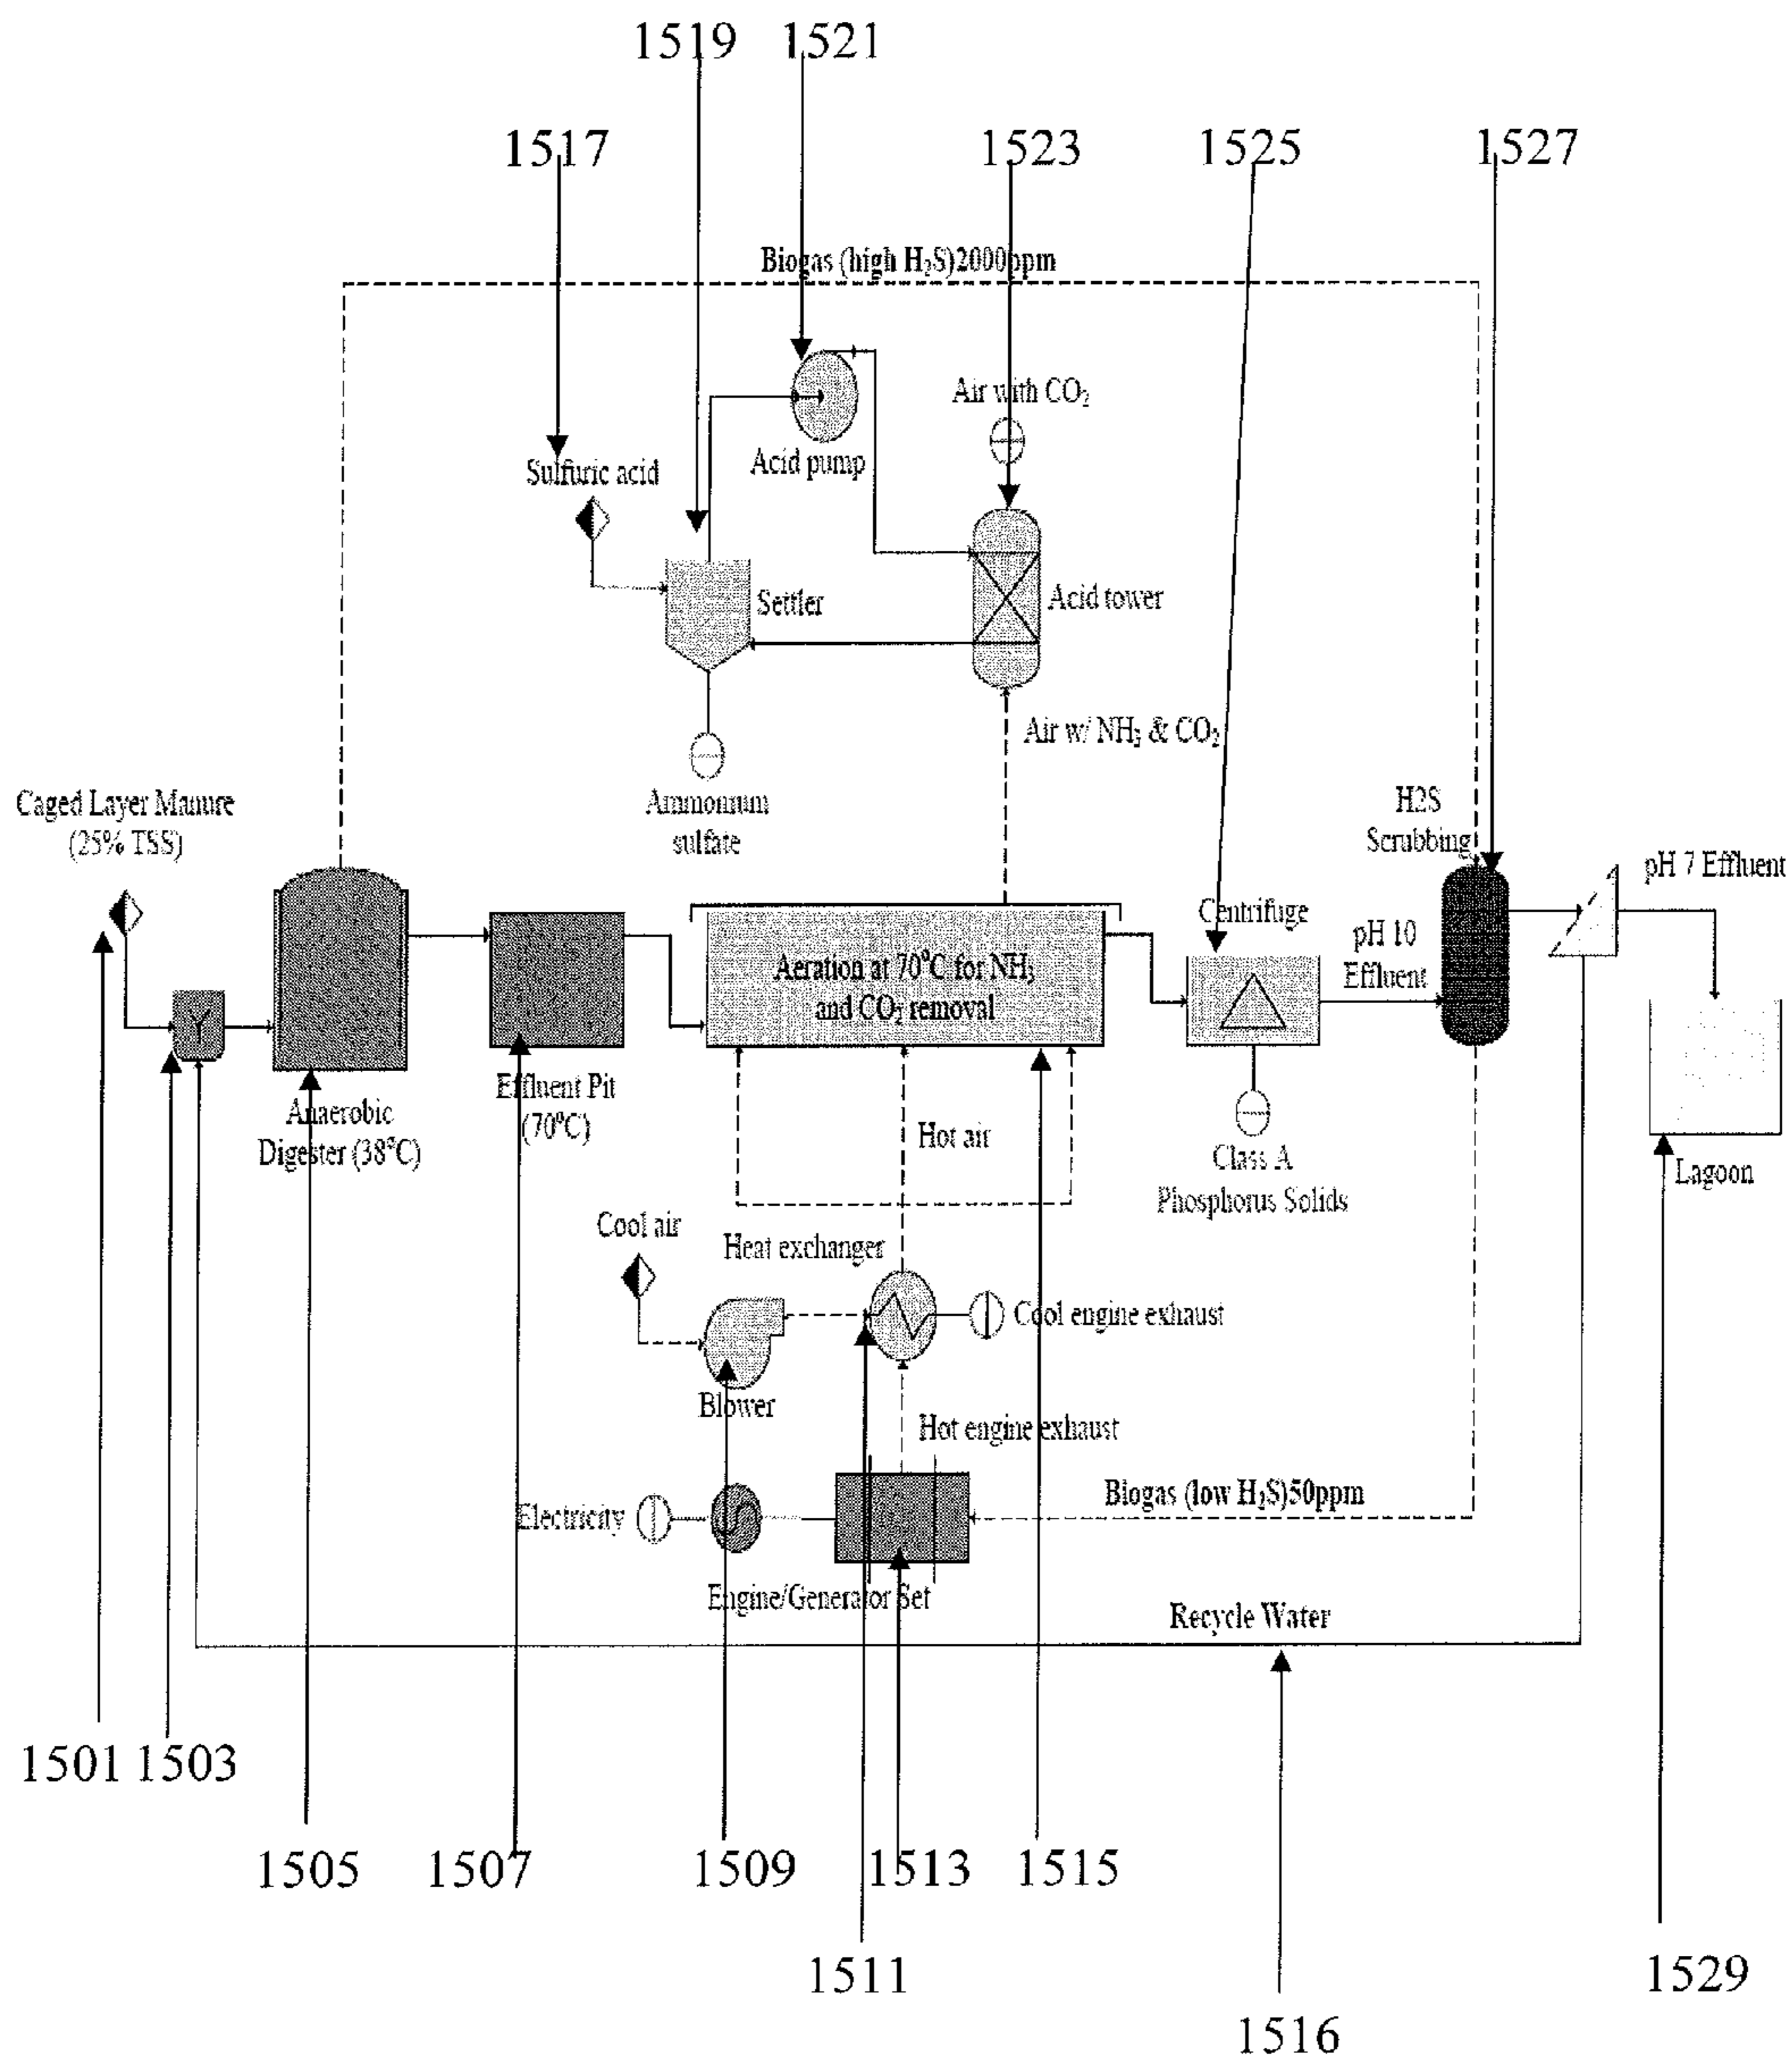 1519
1521
1517
1523
1525
1527
Biogas (high H₂S)2000ppm
Air with CO₂
Acid pump
Sulfuric acid
Settler
Acid tower
Air w/ NH₃ & CO₂
Ammonium
sulfate
Caged Layer Manure
(25% TSS)
H2S
Scrubbing
pH 7 Effluent
Centrifuge
pH 10
Effluent
Aeration at 70°C for NH₃
and CO₂ removal
Y
Effluent Pit
(70°C)
Anaerobic
Digester (38°C)
Hot air
Class A
Phosphorus Solids
Lagoon
Cool air
Heat exchanger
Cool engine exhaust
Blower
Hot engine exhaust
Electricity
Biogas (low H₂S)50ppm
Engine/Generator Set
Recycle Water
1501
1503
1505
1507
1509
1513
1515
1511
1529
1516